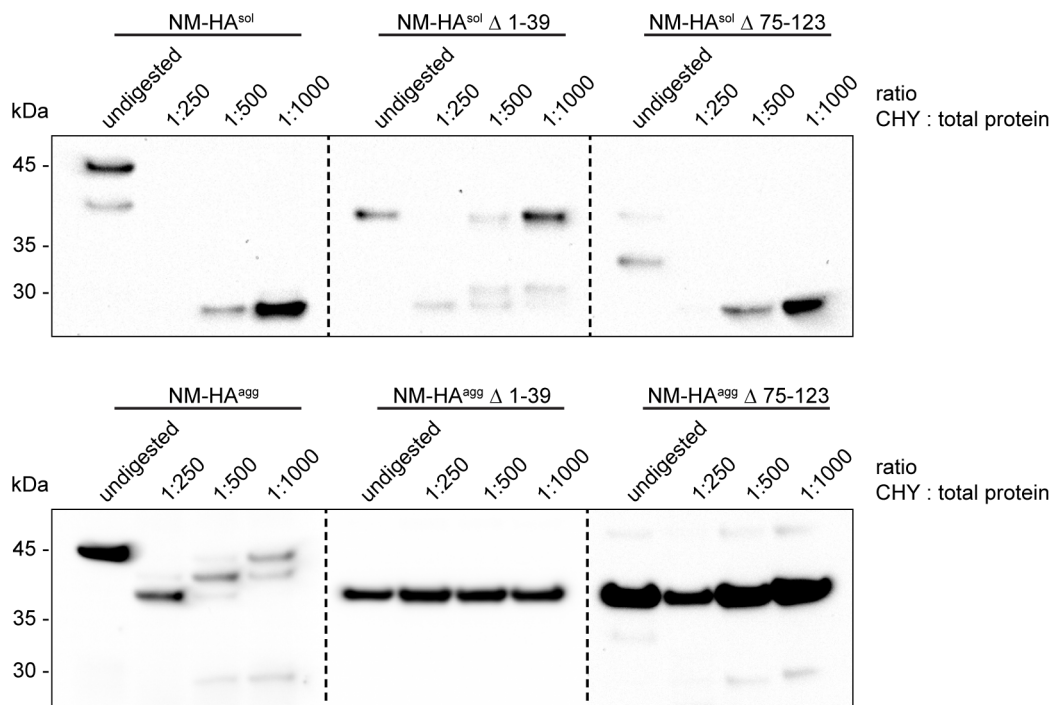 NM-HAsol NM-HAsol Δ 1-39 NM-HAsol Δ 75-123
undigested 1:250 1:500 1:1000 undigested 1:250 1:500 1:1000 undigested 1:250 1:500 1:1000 ratio
kDa CHY : total protein
45 -
35 -
30 -
NM-HAagg NM-HAagg Δ 1-39 NM-HAagg Δ 75-123
undigested 1:250 1:500 1:1000 undigested 1:250 1:500 1:1000 undigested 1:250 1:500 1:1000 ratio
kDa CHY : total protein
45 -
35 -
30 -